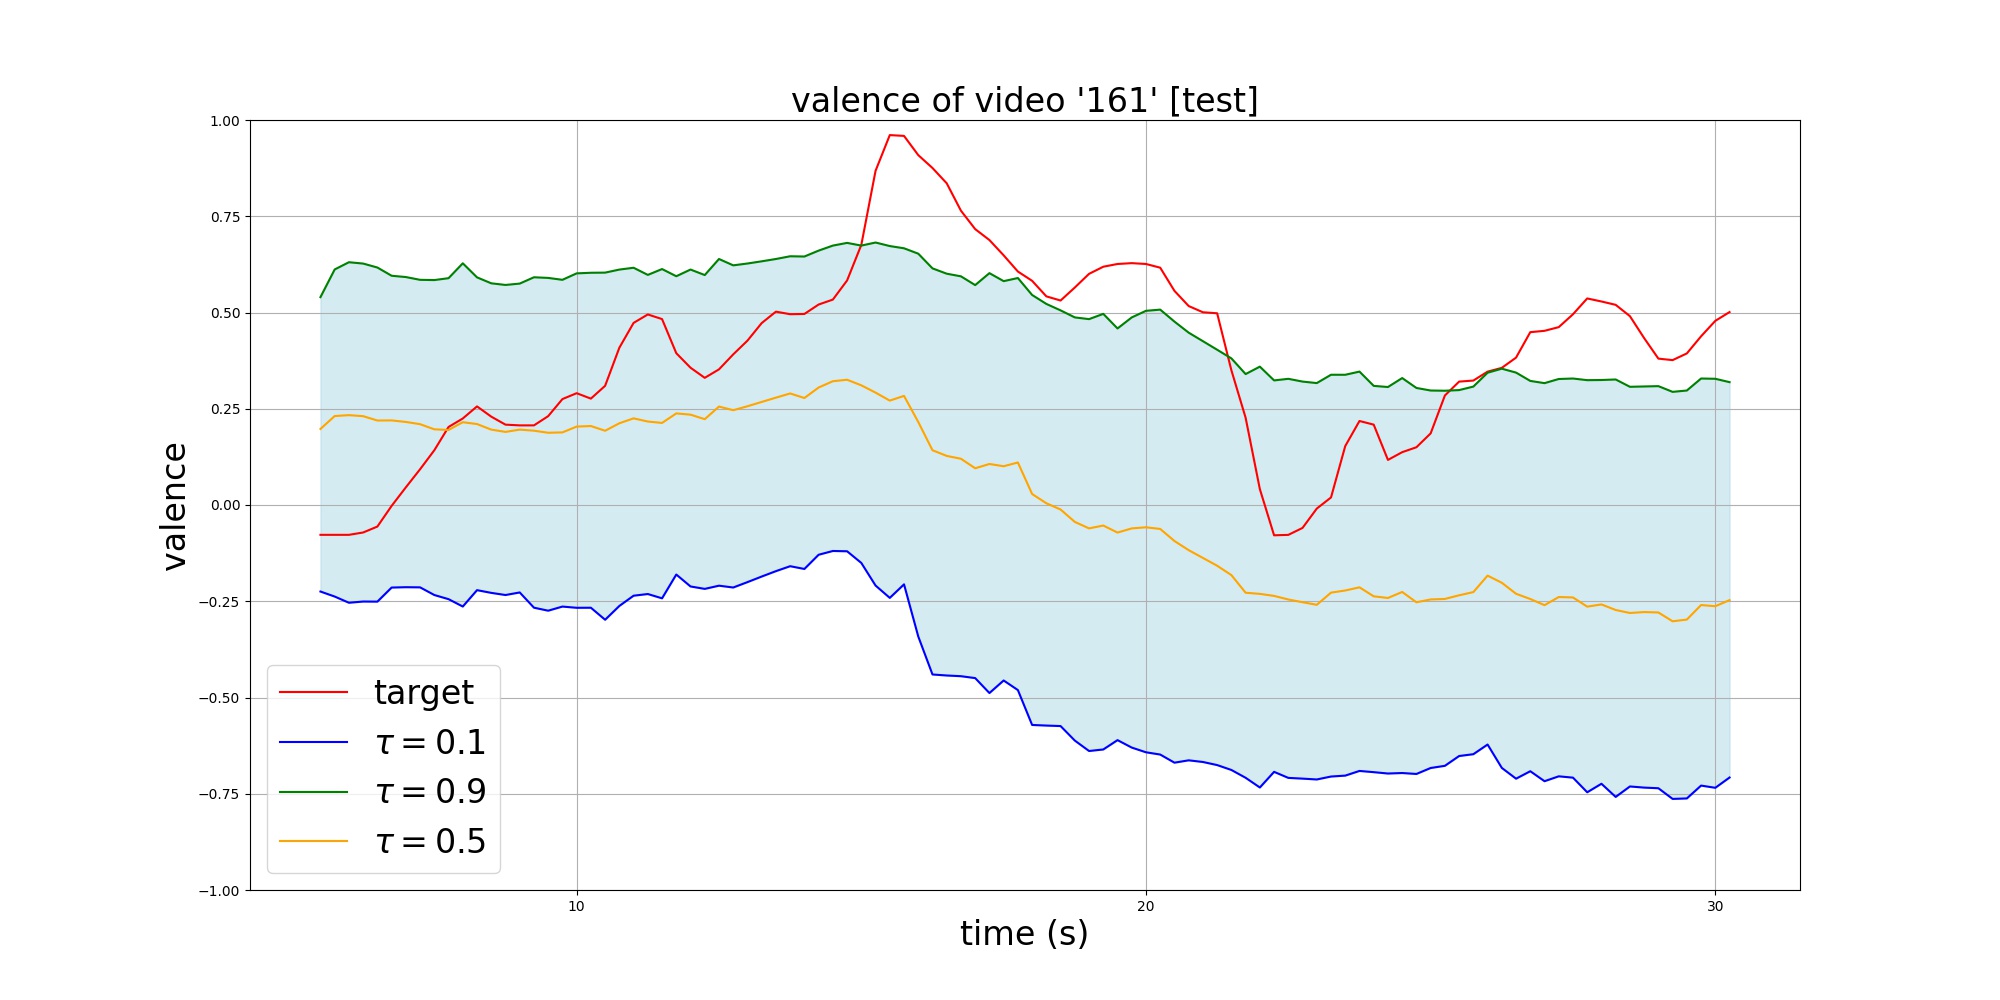 valence of video '161' [test]
1.00
0.75
0.50
0.25
0.00
−0.25
−0.50
−0.75
−1.00
valence
target
τ = 0.1
τ = 0.9
τ = 0.5
10
20
30
time (s)